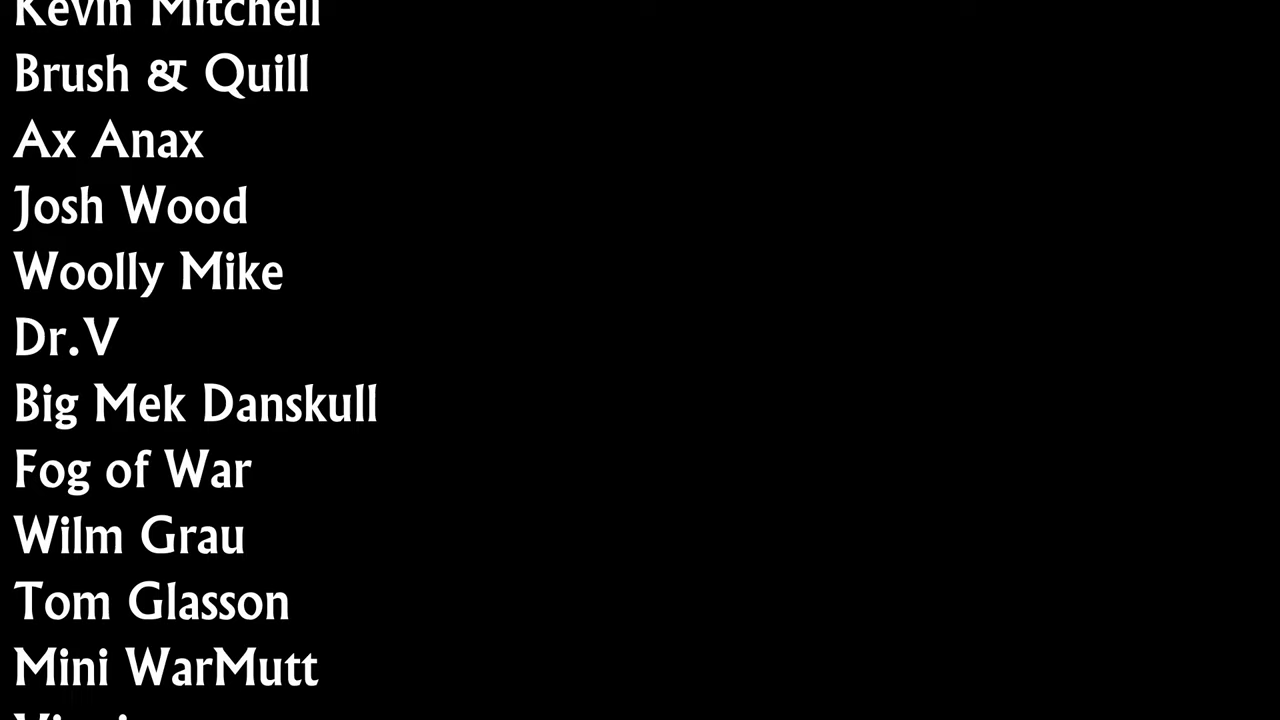 Kevin Mitchell
Brush & Quill
Ax Anax
Josh Wood
Woolly Mike
Dr.V
Big Mek Danskull
Fog of War
Wilm Grau
Tom Glasson
Mini WarMutt